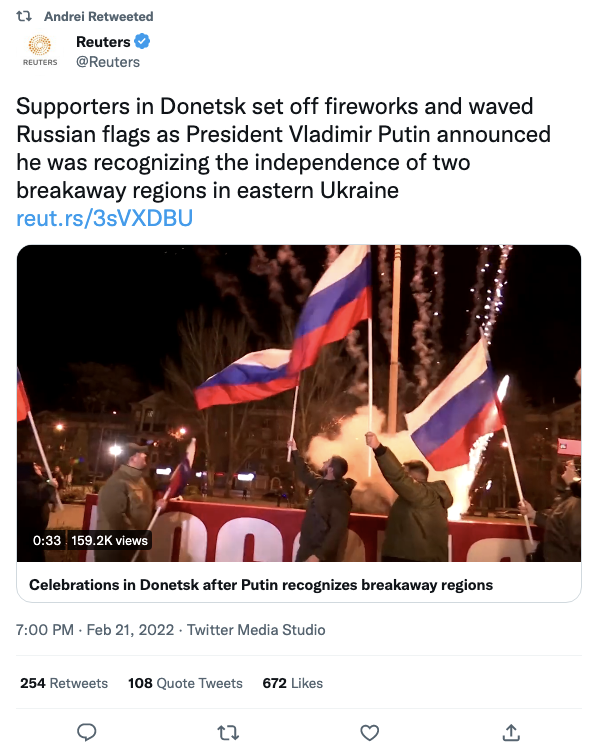 Andrei Retweeted
Reuters
REUTERS
@Reuters
Supporters in Donetsk set off fireworks and waved
Russian flags as President Vladimir Putin announced
he was recognizing the independence of two
breakaway regions in eastern Ukraine
reut.rs/3sVXDBU
0:33 159.2K views
Celebrations in Donetsk after Putin recognizes breakaway regions
7:00 PM · Feb 21, 2022 · Twitter Media Studio
254 Retweets 108 Quote Tweets 672 Likes